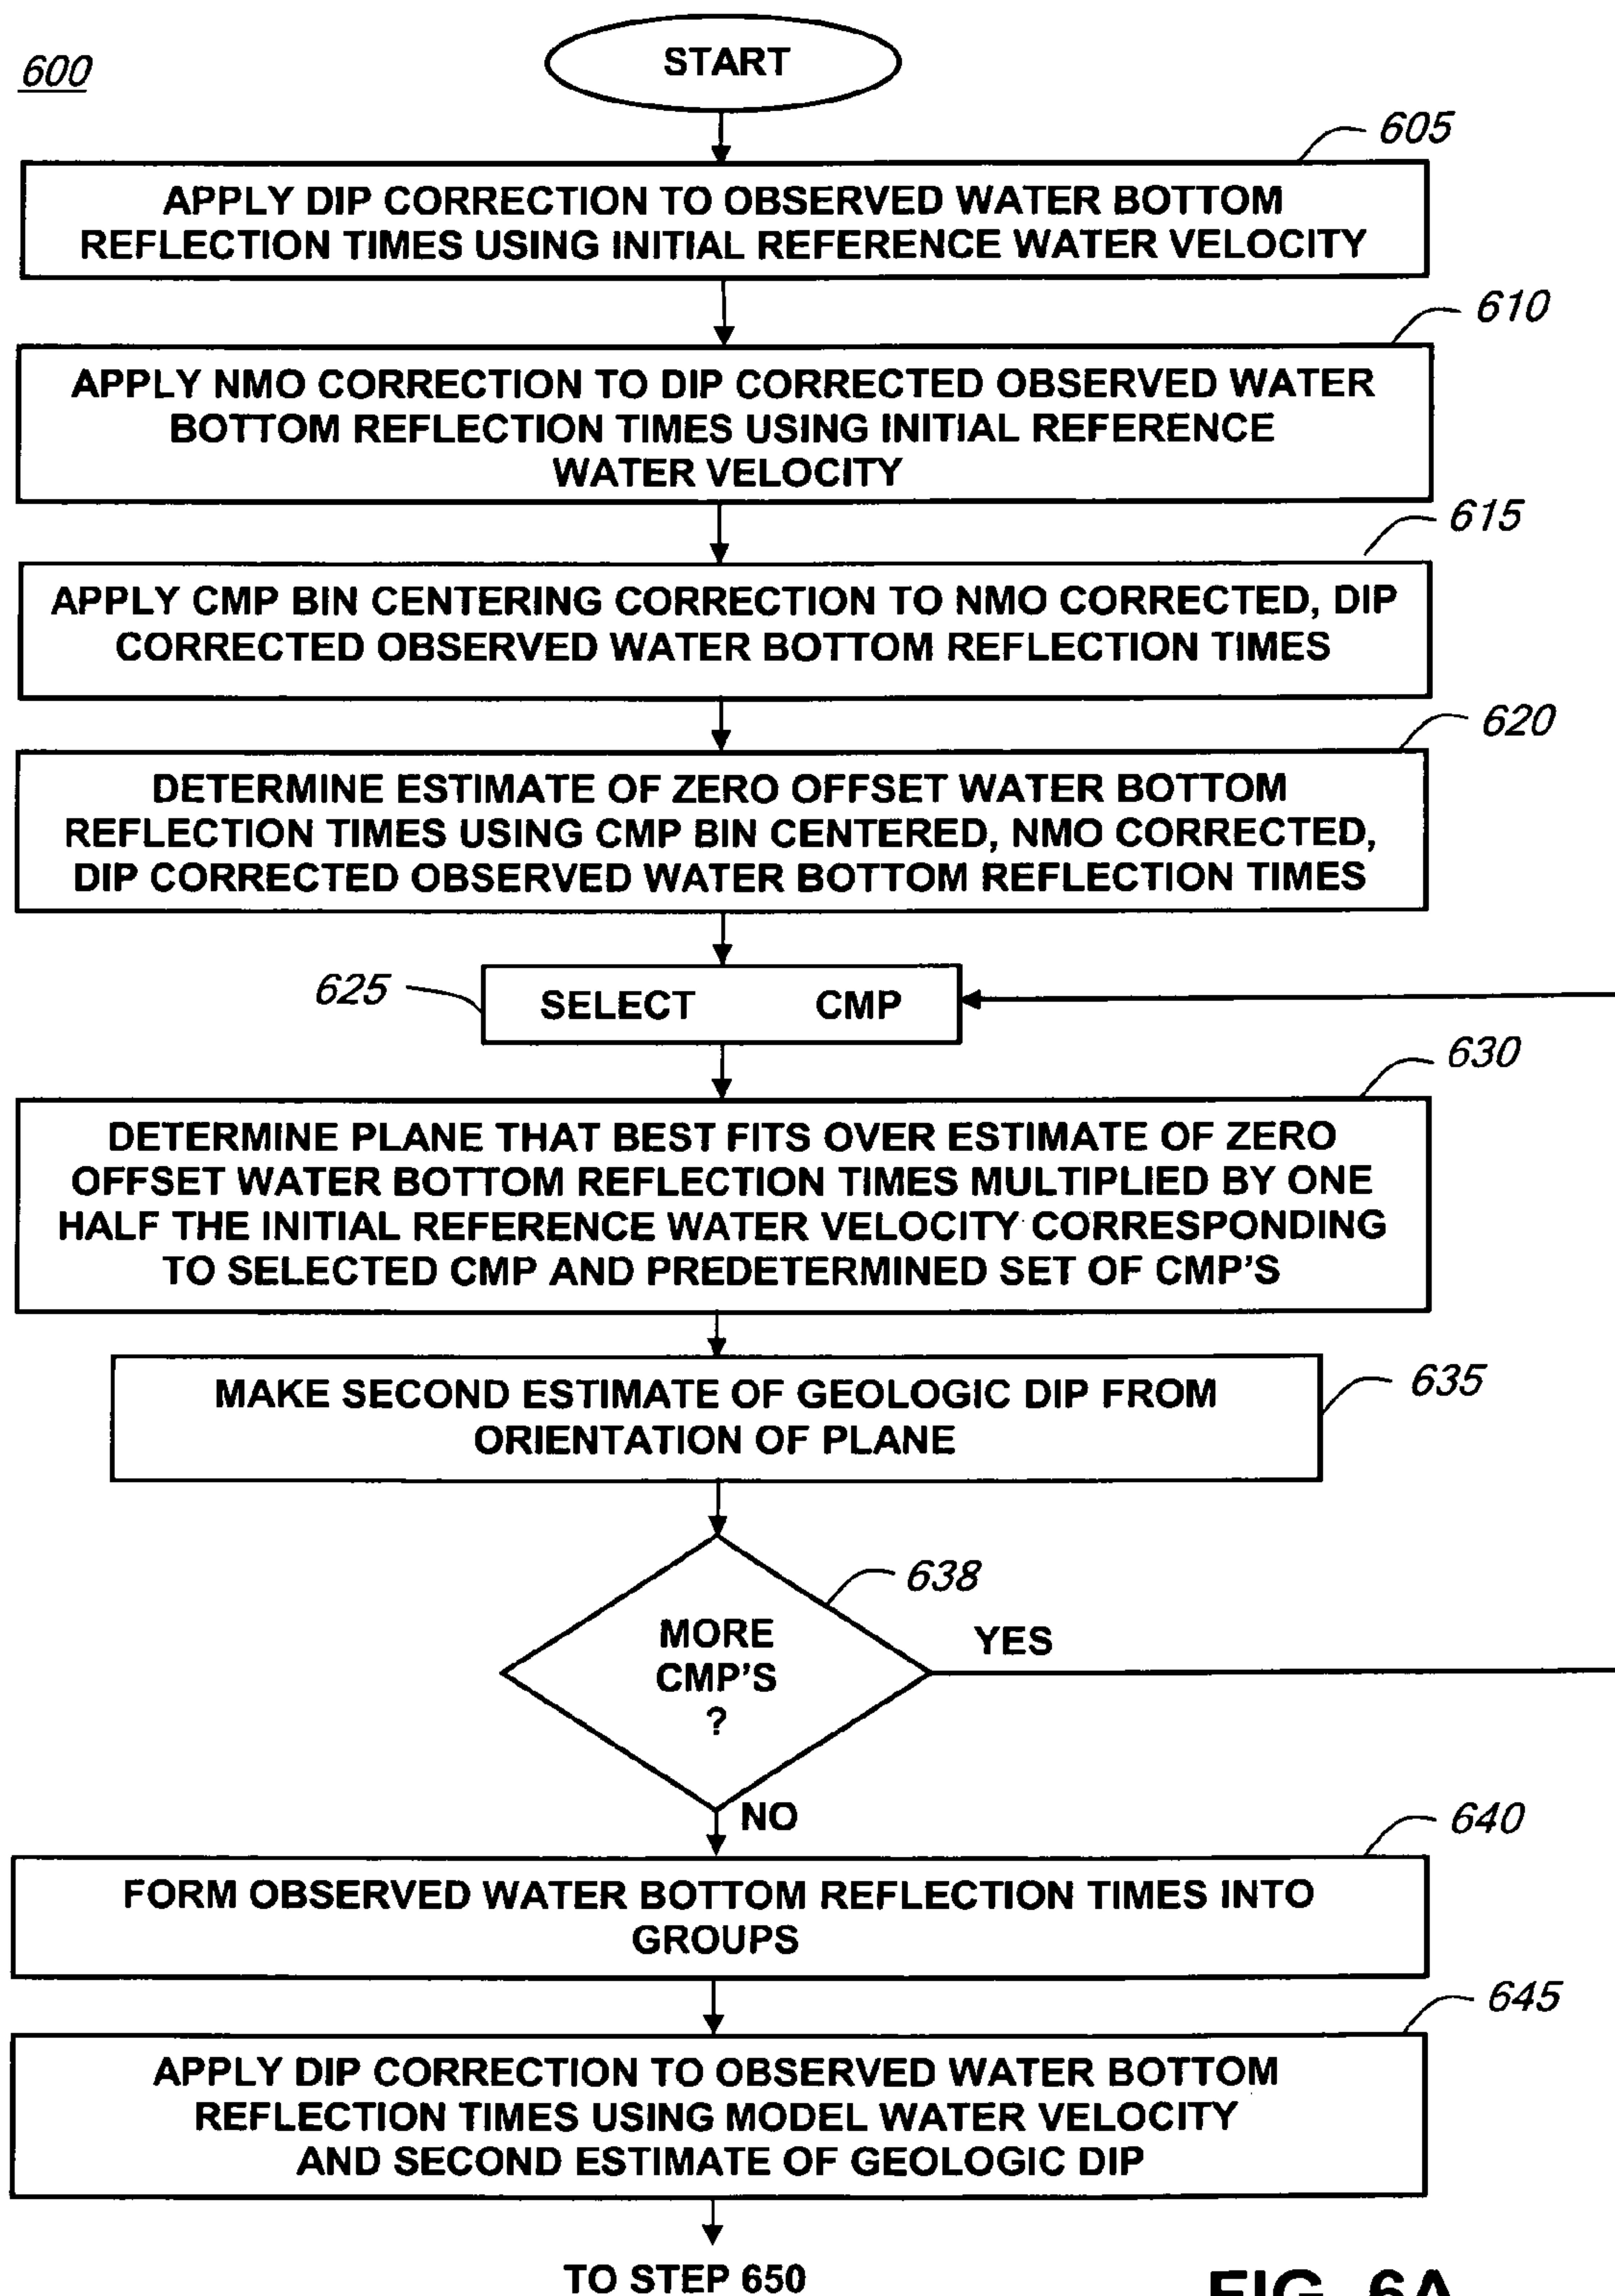 600
START
605
APPLY DIP CORRECTION TO OBSERVED WATER BOTTOM
REFLECTION TIMES USING INITIAL REFERENCE WATER VELOCITY
610
APPLY NMO CORRECTION TO DIP CORRECTED OBSERVED WATER
BOTTOM REFLECTION TIMES USING INITIAL REFERENCE
WATER VELOCITY
615
APPLY CMP BIN CENTERING CORRECTION TO NMO CORRECTED, DIP
CORRECTED OBSERVED WATER BOTTOM REFLECTION TIMES
620
DETERMINE ESTIMATE OF ZERO OFFSET WATER BOTTOM
REFLECTION TIMES USING CMP BIN CENTERED, NMO CORRECTED,
DIP CORRECTED OBSERVED WATER BOTTOM REFLECTION TIMES
625
SELECT CMP
630
DETERMINE PLANE THAT BEST FITS OVER ESTIMATE OF ZERO
OFFSET WATER BOTTOM REFLECTION TIMES MULTIPLIED BY ONE
HALF THE INITIAL REFERENCE WATER VELOCITY CORRESPONDING
TO SELECTED CMP AND PREDETERMINED SET OF CMP'S
635
MAKE SECOND ESTIMATE OF GEOLOGIC DIP FROM
ORIENTATION OF PLANE
638
MORE
CMP'S
?
YES
NO
640
FORM OBSERVED WATER BOTTOM REFLECTION TIMES INTO
GROUPS
645
APPLY DIP CORRECTION TO OBSERVED WATER BOTTOM
REFLECTION TIMES USING MODEL WATER VELOCITY
AND SECOND ESTIMATE OF GEOLOGIC DIP
TO STEP 650
FIG. 6A